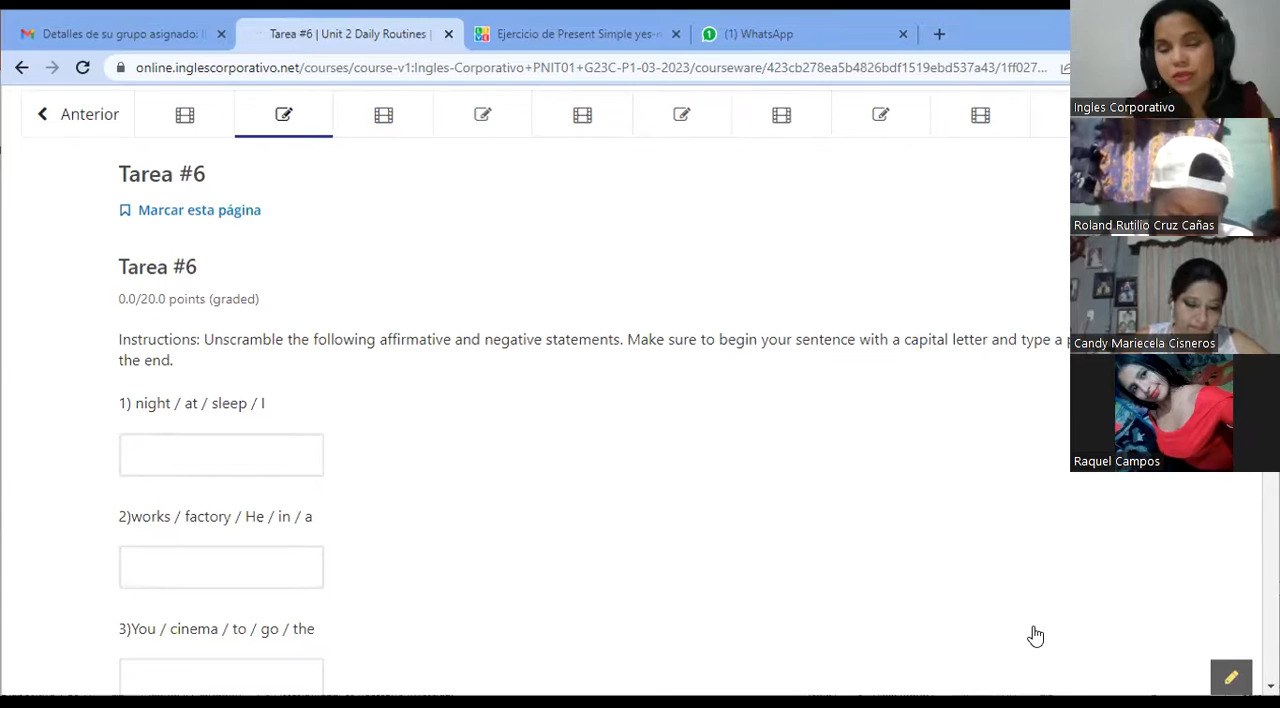 Detalles de su grupo asignado: I
Tarea #6 | Unit 2 Daily Routines |
Ejercicio de Present Simple yes-n
(1) WhatsApp
online.inglescorporativo.net/courses/course-v1:Ingles-Corporativo+PNIT01+G23C-P1-03-2023/courseware/423cb278ea5b4826bdf1519ebd537a43/1ff027...
Anterior
Tarea #6
Marcar esta página
Tarea #6
0.0/20.0 points (graded)
Instructions: Unscramble the following affirmative and negative statements. Make sure to begin your sentence with a capital letter and type a
the end.
1) night / at / sleep / I
2)works / factory / He / in / a
3)You / cinema / to / go / the
Ingles Corporativo
Roland Rutilio Cruz Cañas
Candy Mariecela Cisneros
Raquel Campos